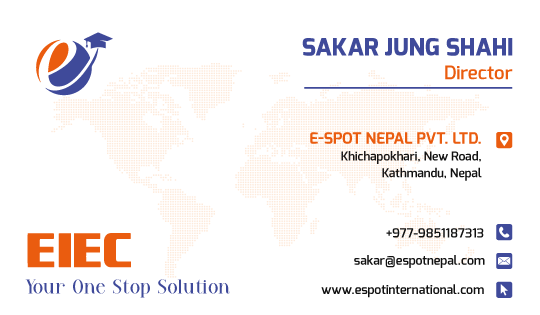 SAKAR JUNG SHAHI
Director
E-SPOT NEPAL PVT. LTD.
Khichapokhari, New Road,
Kathmandu, Nepal
+977-9851187313
sakar@espotnepal.com
www.espotinternational.com
EIEC
Your One Stop Solution